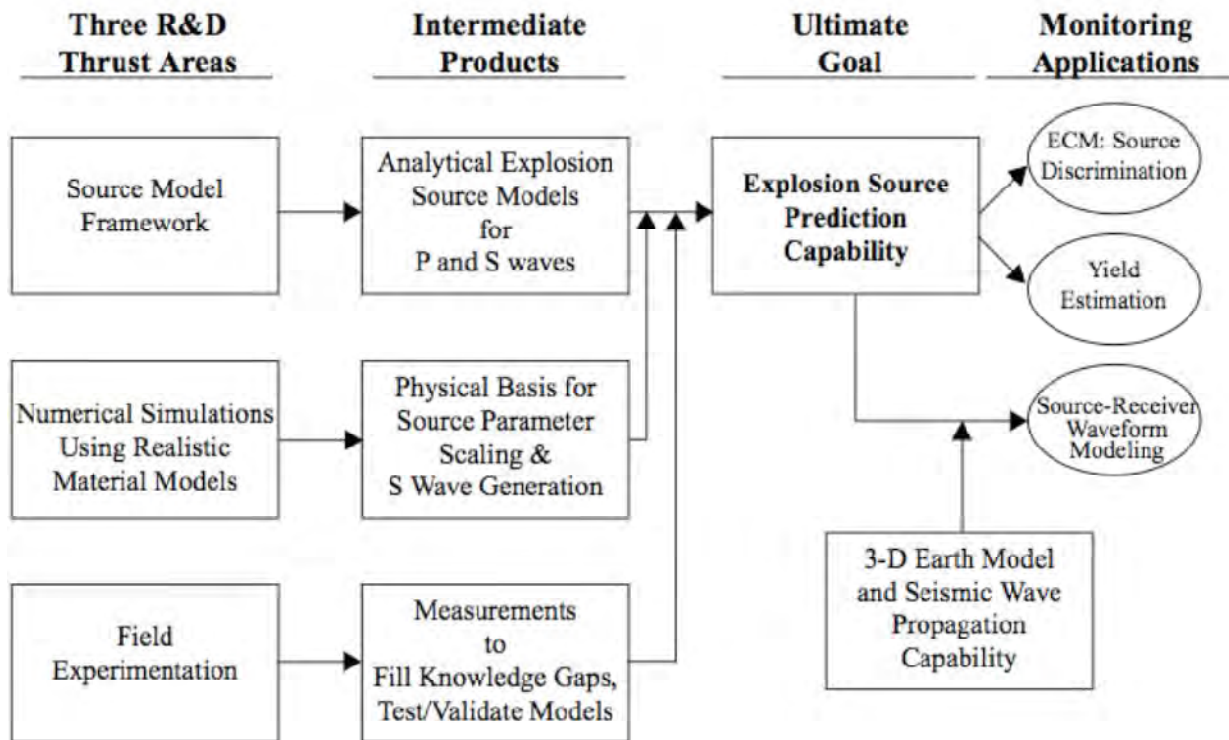 Three R&D
Thrust Areas
Intermediate
Products
Ultimate
Goal
Monitoring
Applications
Source Model
Framework
Analytical Explosion
Source Models
for
P and S waves
Explosion Source
Prediction
Capability
ECM: Source
Discrimination
Yield
Estimation
Numerical Simulations
Using Realistic
Material Models
Physical Basis for
Source Parameter
Scaling &
S Wave Generation
Source-Receiver
Waveform
Modeling
Field
Experimentation
Measurements
to
Fill Knowledge Gaps,
Test/Validate Models
3-D Earth Model
and Seismic Wave
Propagation
Capability